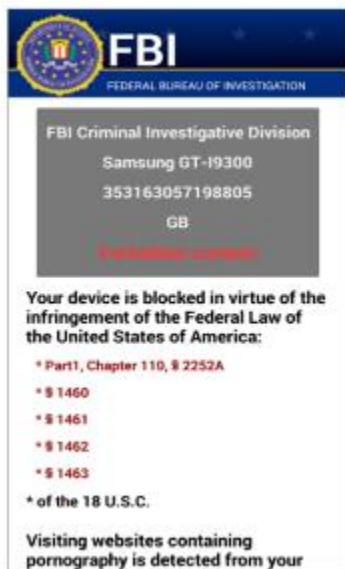 FBI
FEDERAL BUREAU OF INVESTIGATION
FBI Criminal Investigative Division
Samsung GT-I9300
353163057198805
GB
Your device is blocked in virtue of the
infringement of the Federal Law of
the United States of America:
* Part1, Chapter 110, § 2252A
* § 1460
* § 1461
* § 1462
* § 1463
* of the 18 U.S.C.
Visiting websites containing
pornography is detected from your